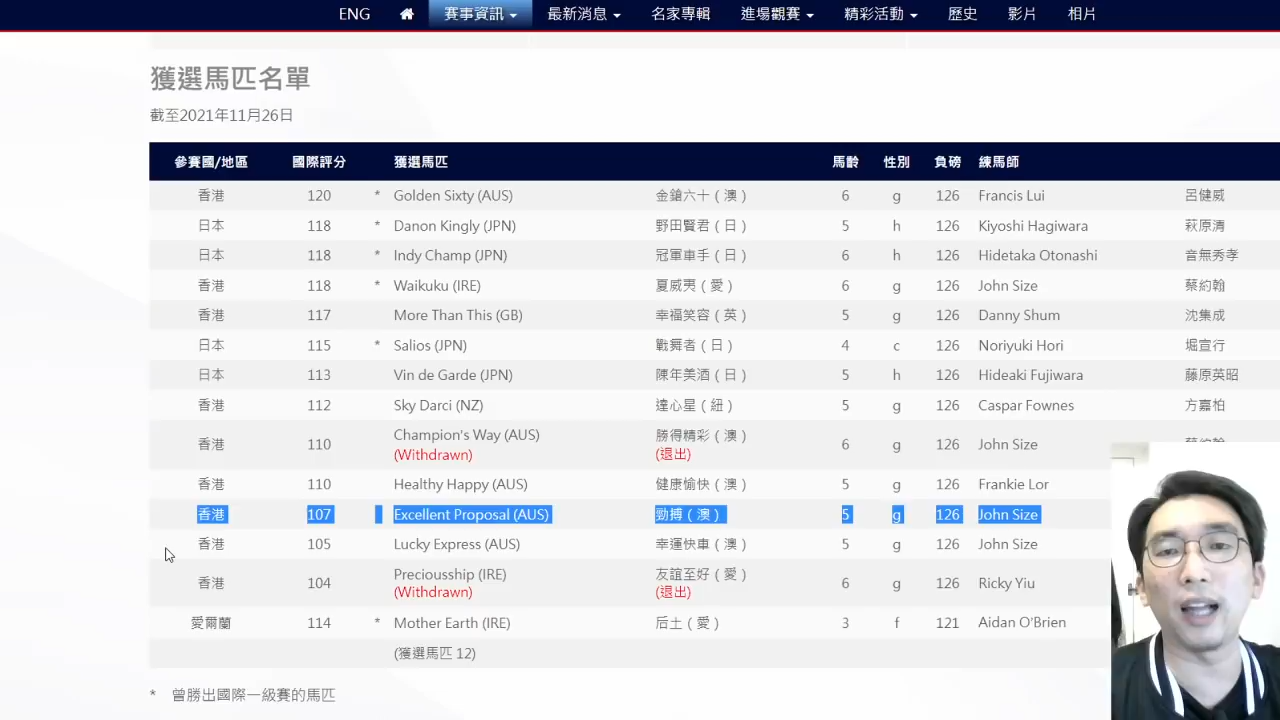 ENG 賽事資訊 最新消息 名家專輯 進場觀賽 精彩活動 歷史 影片 相片
獲選馬匹名單
截至2021年11月26日
參賽國/地區 國際評分 獲選馬匹 馬齡 性別 負磅 練馬師
香港 120 * Golden Sixty (AUS) 金鎗六十 ( 澳 ) 6 g 126 Francis Lui 呂健威
日本 118 * Danon Kingly (JPN) 野田賢君 ( 日 ) 5 h 126 Kiyoshi Hagiwara 萩原清
日本 118 * Indy Champ (JPN) 冠軍車手 ( 日 ) 6 h 126 Hidetaka Otonashi 音無秀孝
香港 118 * Waikuku (IRE) 夏威夷 ( 愛 ) 6 g 126 John Size 蔡約翰
香港 117 More Than This (GB) 幸福笑容 ( 英 ) 5 g 126 Danny Shum 沈集成
日本 115 * Salios (JPN) 戰舞者 ( 日 ) 4 c 126 Noriyuki Hori 堀宣行
日本 113 Vin de Garde (JPN) 陳年美酒 ( 日 ) 5 h 126 Hideaki Fujiwara 藤原英昭
香港 112 Sky Darci (NZ) 達心星 ( 紐 ) 5 g 126 Caspar Fownes 方嘉柏
香港 110 Champion's Way (AUS) 勝得精彩 ( 澳 ) 6 g 126 John Size
(Withdrawn) (退出)
香港 110 Healthy Happy (AUS) 健康愉快 ( 澳 ) 5 g 126 Frankie Lor
香港 107 Excellent Proposal (AUS) 勁搏 ( 澳 ) 5 g 126 John Size
香港 105 Lucky Express (AUS) 幸運快車 ( 澳 ) 5 g 126 John Size
香港 104 Preciousship (IRE) 友誼至好 ( 愛 ) 6 g 126 Ricky Yiu
(Withdrawn) (退出)
愛爾蘭 114 * Mother Earth (IRE) 后土 ( 愛 ) 3 f 121 Aidan O'Brien
(獲選馬匹 12)
* 曾勝出國際一級賽的馬匹